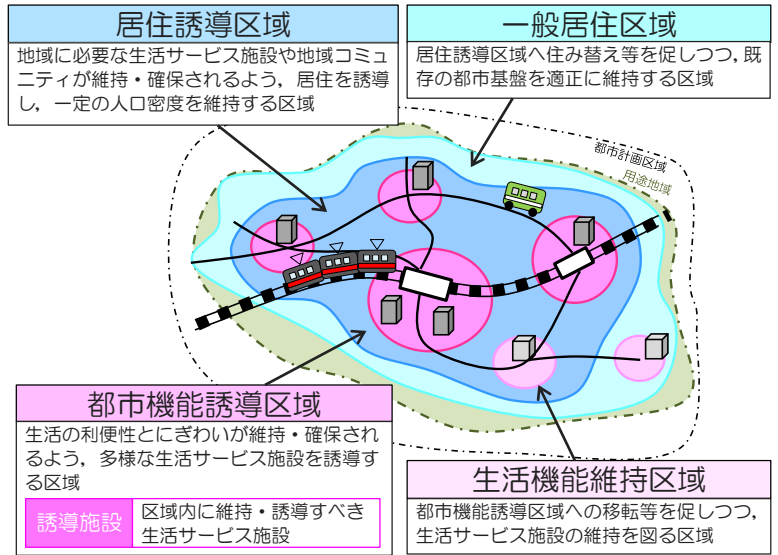 居住誘導区域
地域に必要な生活サービス施設や地域コミュ
ニティが維持・確保されるよう，居住を誘導
し，一定の人口密度を維持する区域
一般居住区域
居住誘導区域へ住み替え等を促しつつ，既
存の都市基盤を適正に維持する区域
都市計画区域
用途地域
都市機能誘導区域
生活の利便性とにぎわいが維持・確保され
るよう，多様な生活サービス施設を誘導す
る区域
誘導施設
区域内に維持・誘導すべき
生活サービス施設
生活機能維持区域
都市機能誘導区域への移転等を促しつつ，
生活サービス施設の維持を図る区域